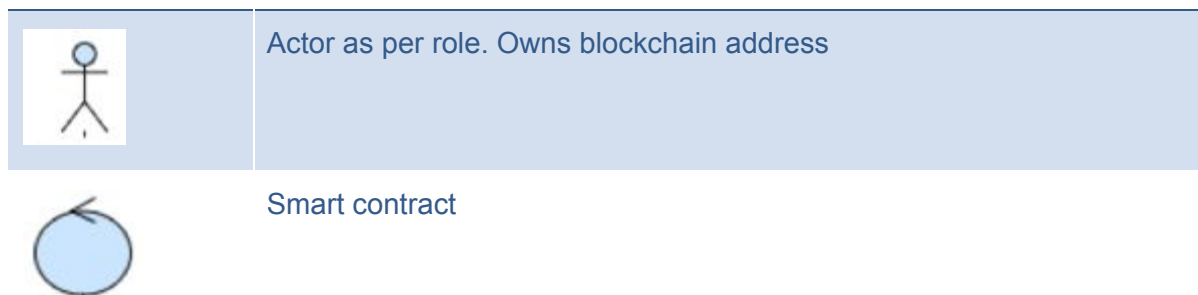 Actor as per role. Owns blockchain address
Smart contract